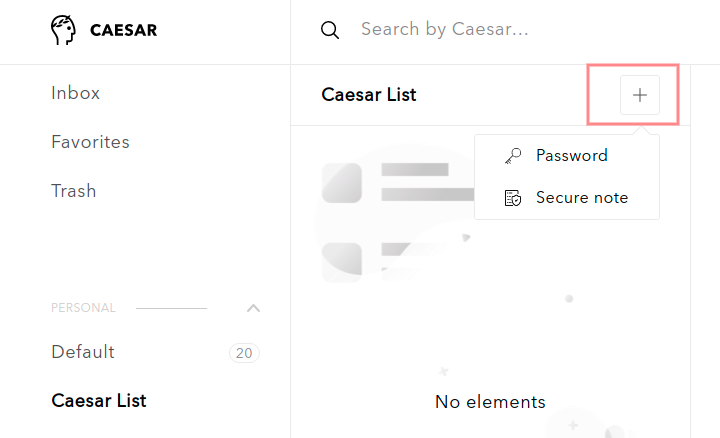 CAESAR
Search by Caesar...
Inbox
Favorites
Trash
PERSONAL
Default 20
Caesar List
Caesar List
Password
Secure note
No elements